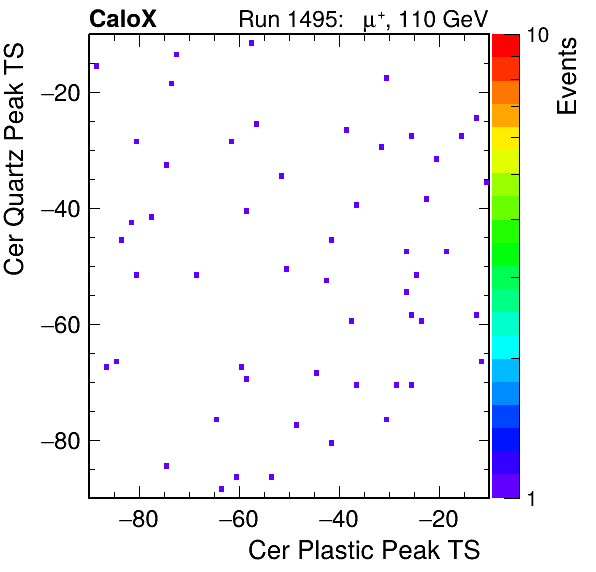 CaloX Run 1495: μ⁺, 110 GeV
10
Events
Cer Quartz Peak TS
−20
−40
−60
−80
1
−80 −60 −40 −20
Cer Plastic Peak TS